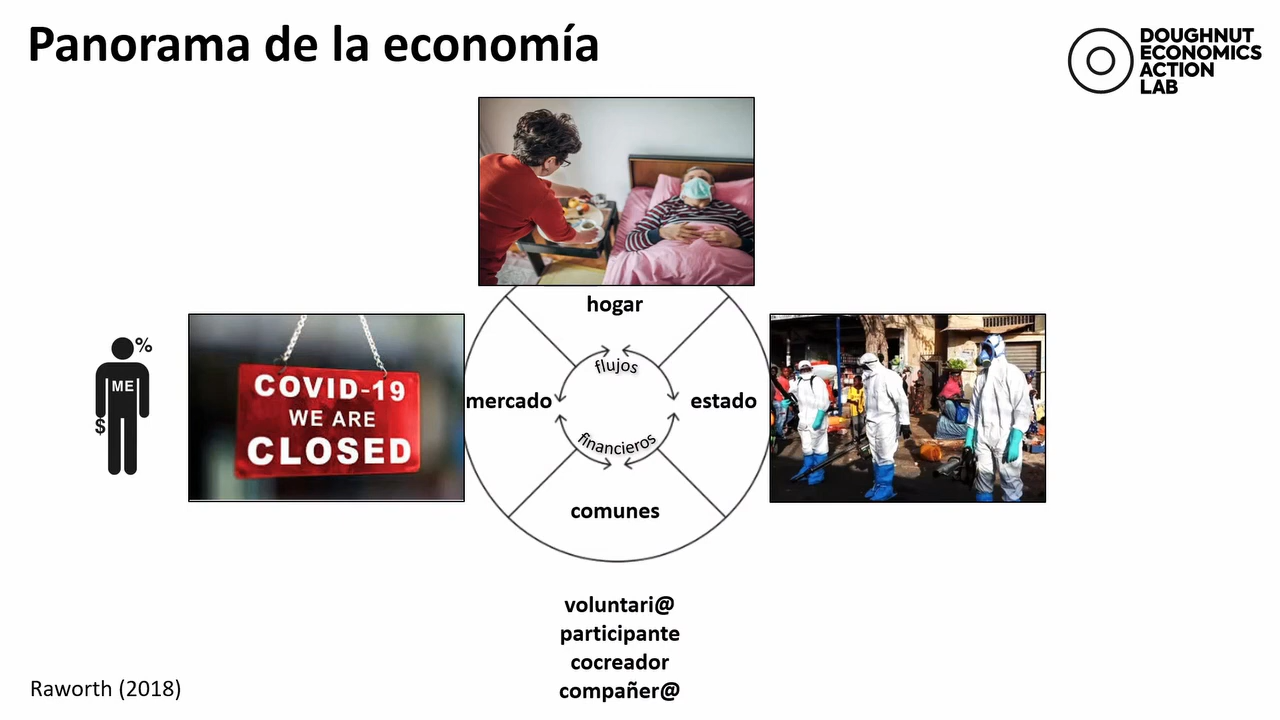 Panorama de la economía
DOUGHNUT
ECONOMICS
ACTION
LAB
hogar
%
ME
$
COVID-19
WE ARE
CLOSED
flujos
mercado
estado
financieros
comunes
voluntari@
participante
cocreador
compañer@
Raworth (2018)